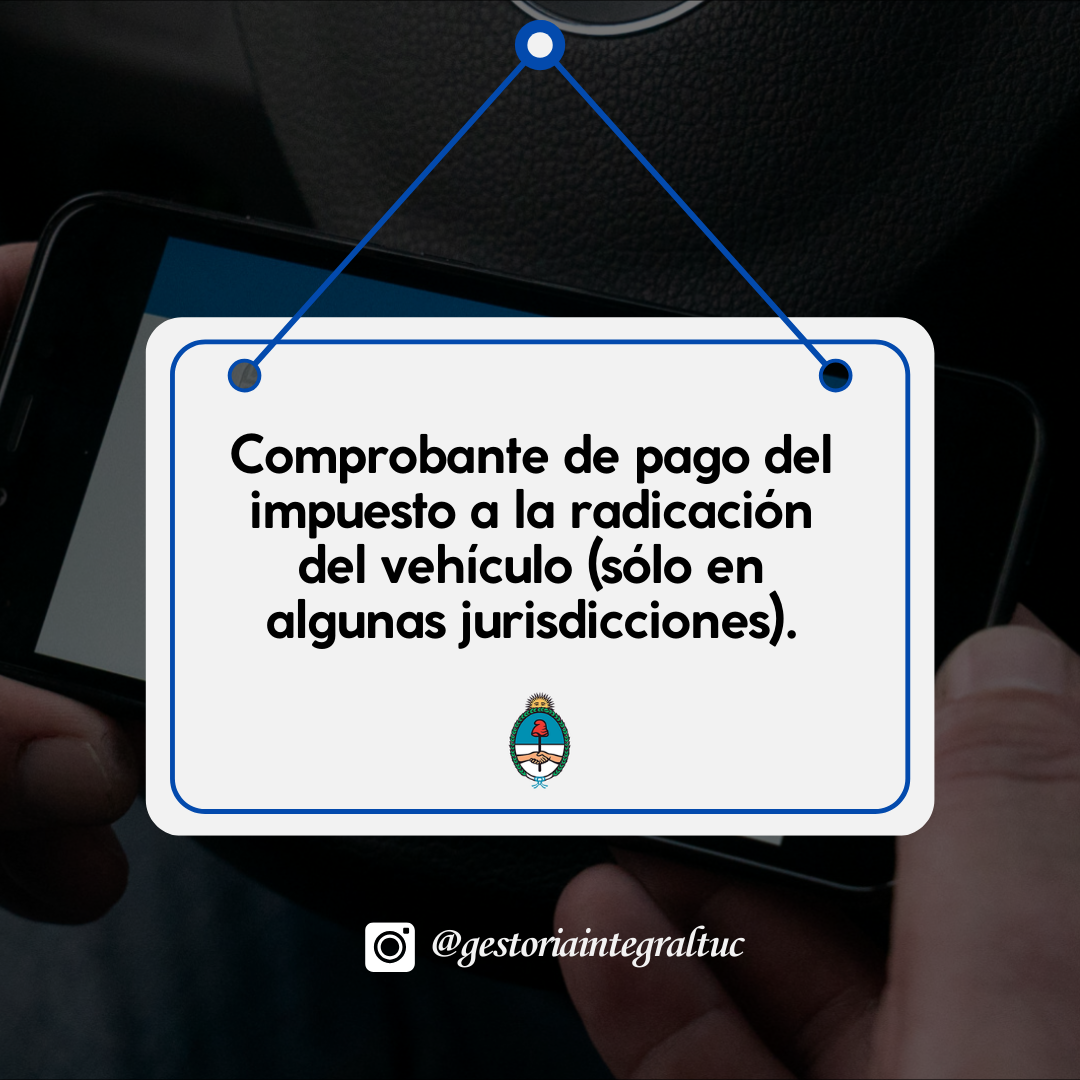 Comprobante de pago del
impuesto a la radicación
del vehículo (sólo en
algunas jurisdicciones).
@gestoriaintegraltuc